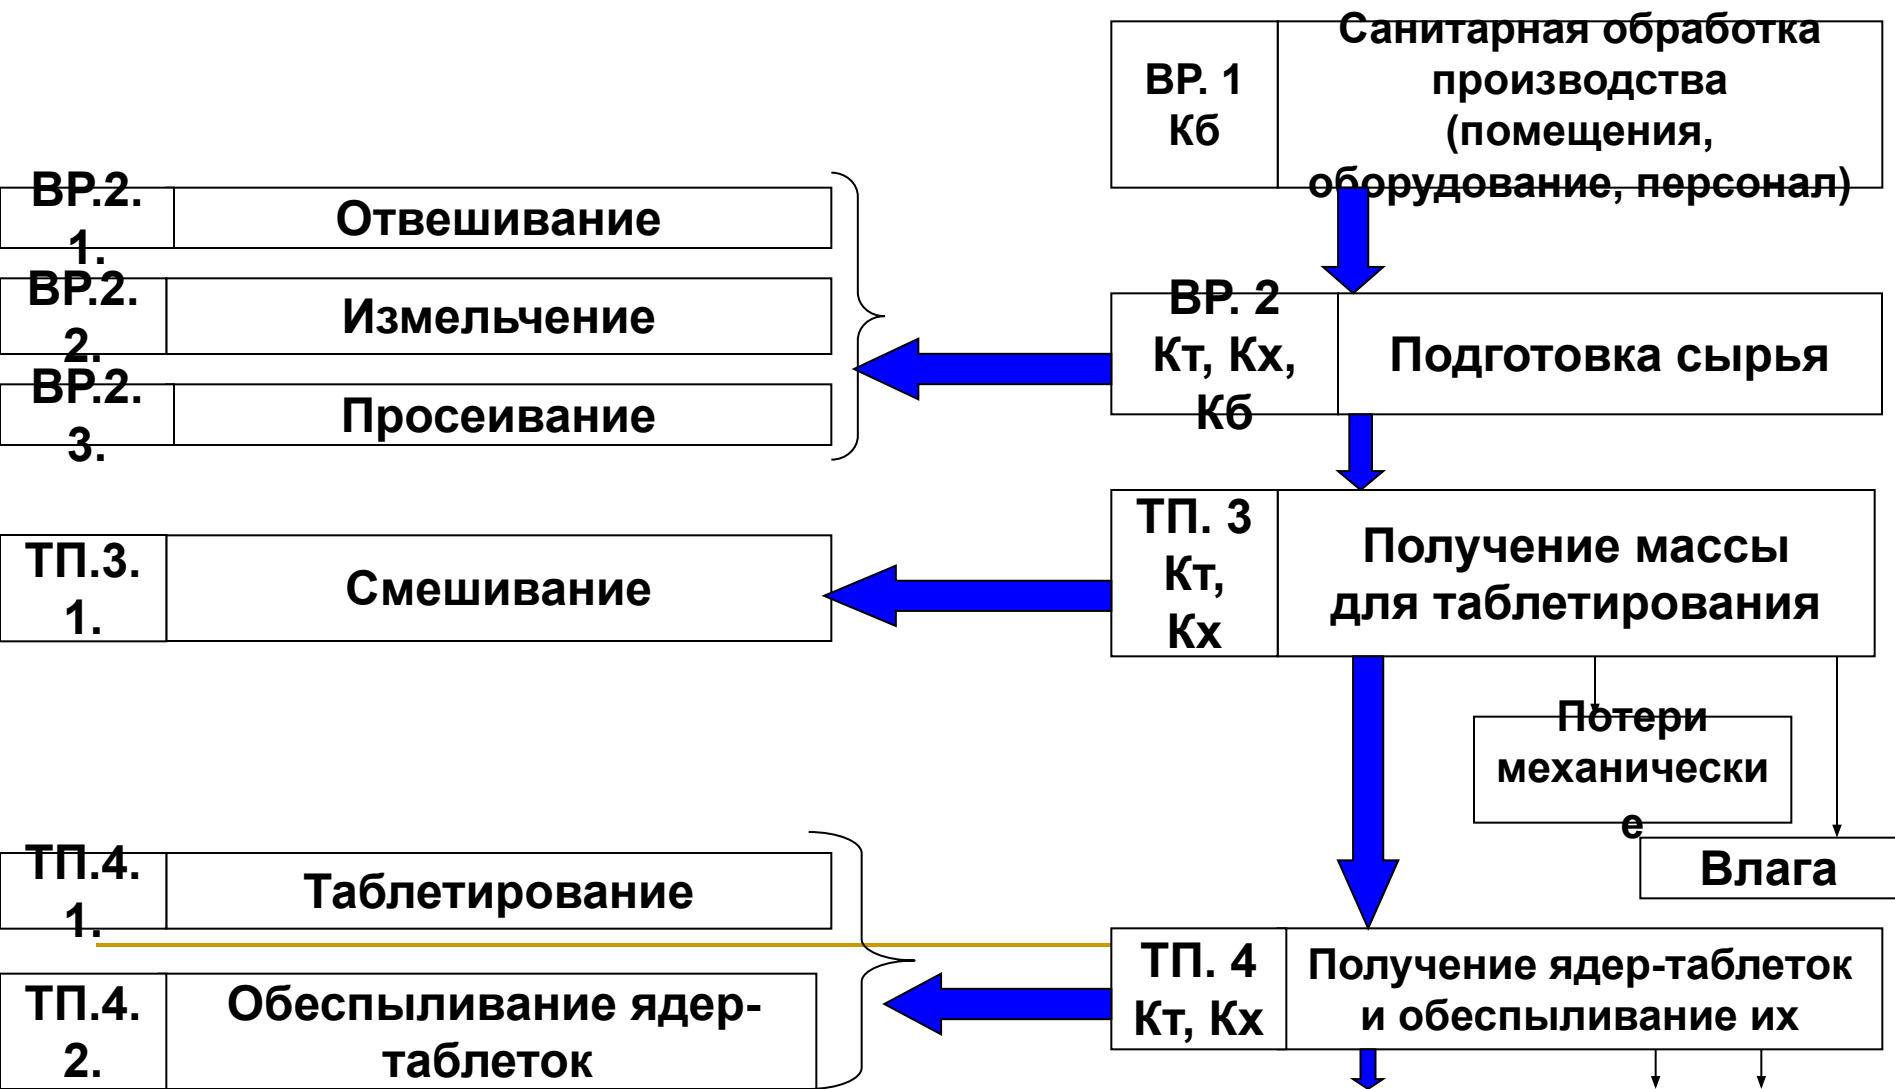 ВР. 1
Кб
Санитарная обработка
производства
(помещения,
оборудование, персонал)
ВР.2.
1.
Отвешивание
ВР.2.
2.
Измельчение
ВР.2.
3.
Просеивание
ВР. 2
Кт, Кх,
Кб
Подготовка сырья
ТП.3.
1.
Смешивание
ТП. 3
Кт,
Кх
Получение массы
для таблетирования
Потери
механически
е
Влага
ТП.4.
1.
Таблетирование
ТП.4.
2.
Обеспыливание ядер-
таблеток
ТП. 4
Кт, Кх
Получение ядер-таблеток
и обеспыливание их